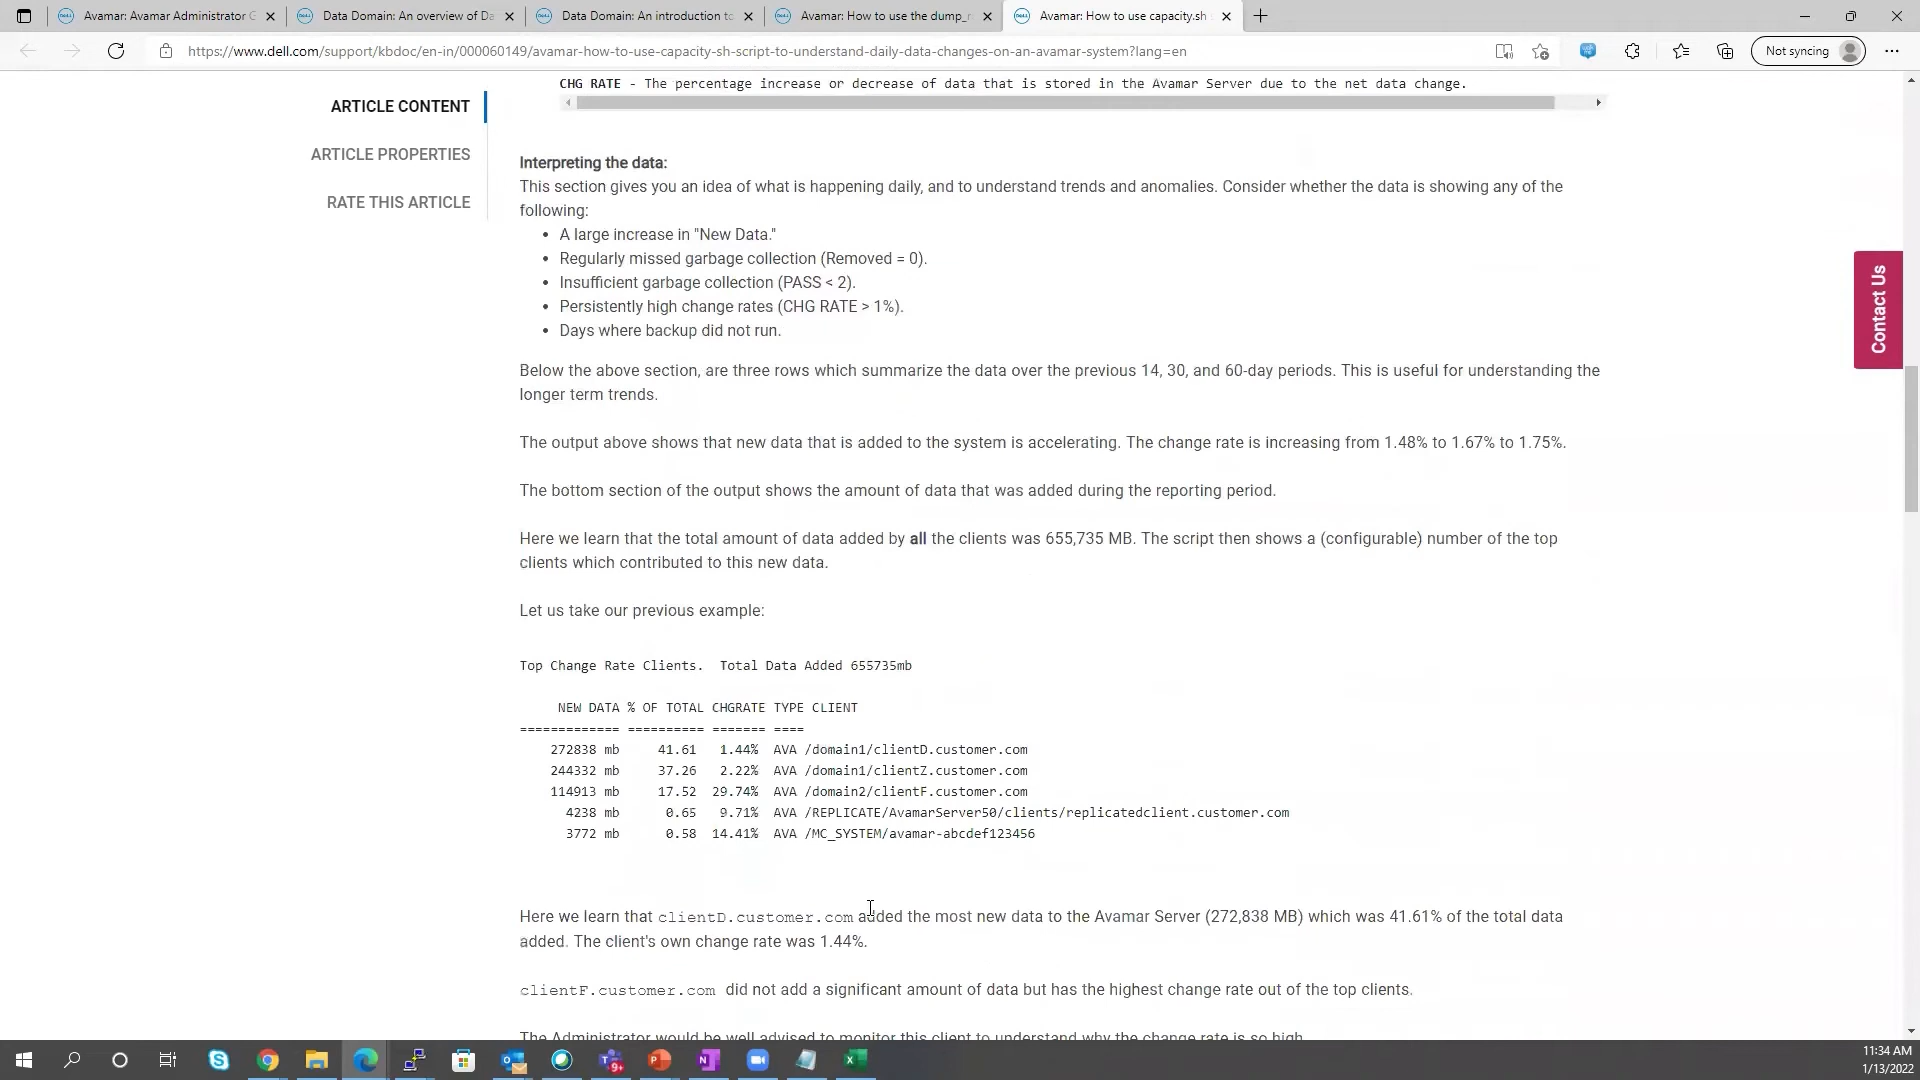 Avamar: Avamar Administrator G
Data Domain: An overview of Da
Data Domain: An introduction to
Avamar: How to use the dump_r
Avamar: How to use capacity.sh
https://www.dell.com/support/kbdoc/en-in/000060149/avamar-how-to-use-capacity-sh-script-to-understand-daily-data-changes-on-an-avamar-system?lang=en
Not syncing
CHG RATE - The percentage increase or decrease of data that is stored in the Avamar Server due to the net data change.
ARTICLE CONTENT
ARTICLE PROPERTIES
RATE THIS ARTICLE
Interpreting the data:
This section gives you an idea of what is happening daily, and to understand trends and anomalies. Consider whether the data is showing any of the
following:
• A large increase in "New Data."
• Regularly missed garbage collection (Removed = 0).
• Insufficient garbage collection (PASS < 2).
• Persistently high change rates (CHG RATE > 1%).
• Days where backup did not run.
Contact Us
Below the above section, are three rows which summarize the data over the previous 14, 30, and 60-day periods. This is useful for understanding the
longer term trends.
The output above shows that new data that is added to the system is accelerating. The change rate is increasing from 1.48% to 1.67% to 1.75%.
The bottom section of the output shows the amount of data that was added during the reporting period.
Here we learn that the total amount of data added by all the clients was 655,735 MB. The script then shows a (configurable) number of the top
clients which contributed to this new data.
Let us take our previous example:
Top Change Rate Clients. Total Data Added 655735mb
NEW DATA % OF TOTAL CHGRATE TYPE CLIENT
============= ========== ======= ====
272838 mb 41.61 1.44% AVA /domain1/clientD.customer.com
244332 mb 37.26 2.22% AVA /domain1/clientZ.customer.com
114913 mb 17.52 29.74% AVA /domain2/clientF.customer.com
4238 mb 0.65 9.71% AVA /REPLICATE/AvamarServer50/clients/replicatedclient.customer.com
3772 mb 0.58 14.41% AVA /MC_SYSTEM/avamar-abcdef123456
Here we learn that clientD.customer.com added the most new data to the Avamar Server (272,838 MB) which was 41.61% of the total data
added. The client's own change rate was 1.44%.
clientF.customer.com did not add a significant amount of data but has the highest change rate out of the top clients.
The Administrator would be well advised to monitor this client to understand why the change rate is so high.
11:34 AM
1/13/2022